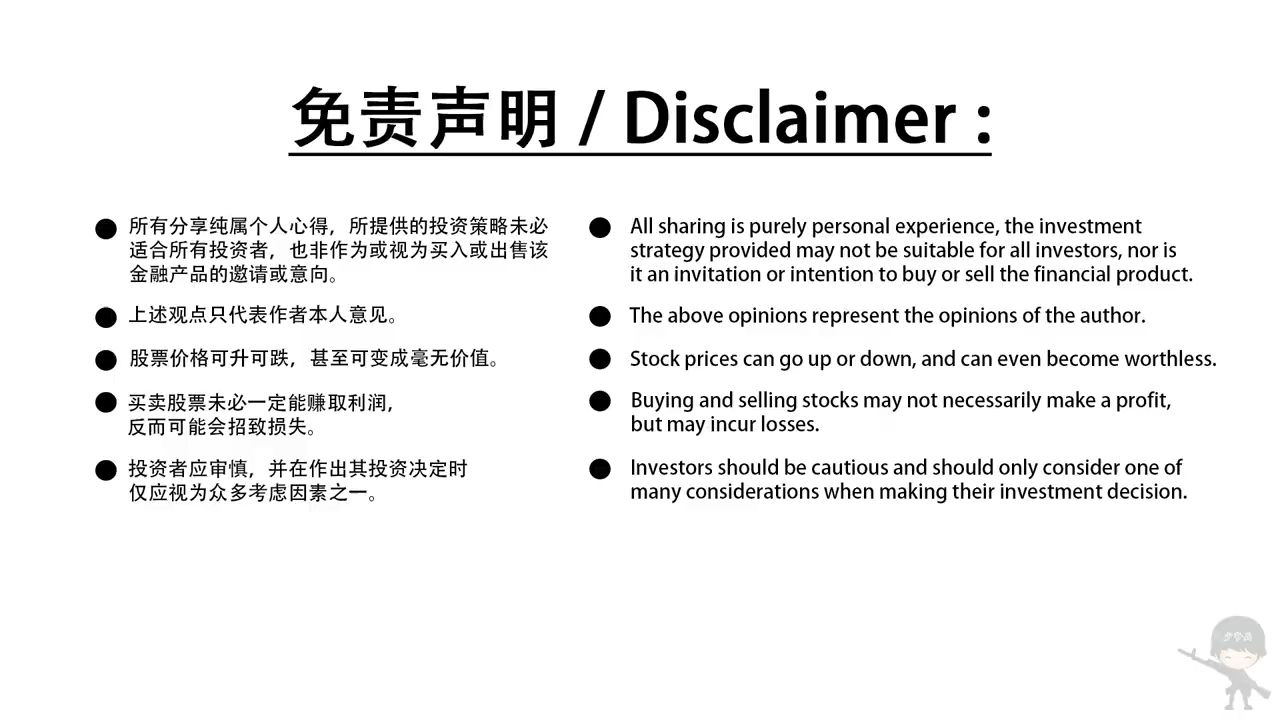 免责声明 / Disclaimer :
所有分享纯属个人心得，所提供的投资策略未必
适合所有投资者，也非作为或视为买入或出售该
金融产品的邀请或意向。
上述观点只代表作者本人意见。
股票价格可升可跌，甚至可变成毫无价值。
买卖股票未必一定能赚取利润，
反而可能会招致损失。
投资者应审慎，并在作出其投资决定时
仅应视为众多考虑因素之一。
All sharing is purely personal experience, the investment
strategy provided may not be suitable for all investors, nor is
it an invitation or intention to buy or sell the financial product.
The above opinions represent the opinions of the author.
Stock prices can go up or down, and can even become worthless.
Buying and selling stocks may not necessarily make a profit,
but may incur losses.
Investors should be cautious and should only consider one of
many considerations when making their investment decision.